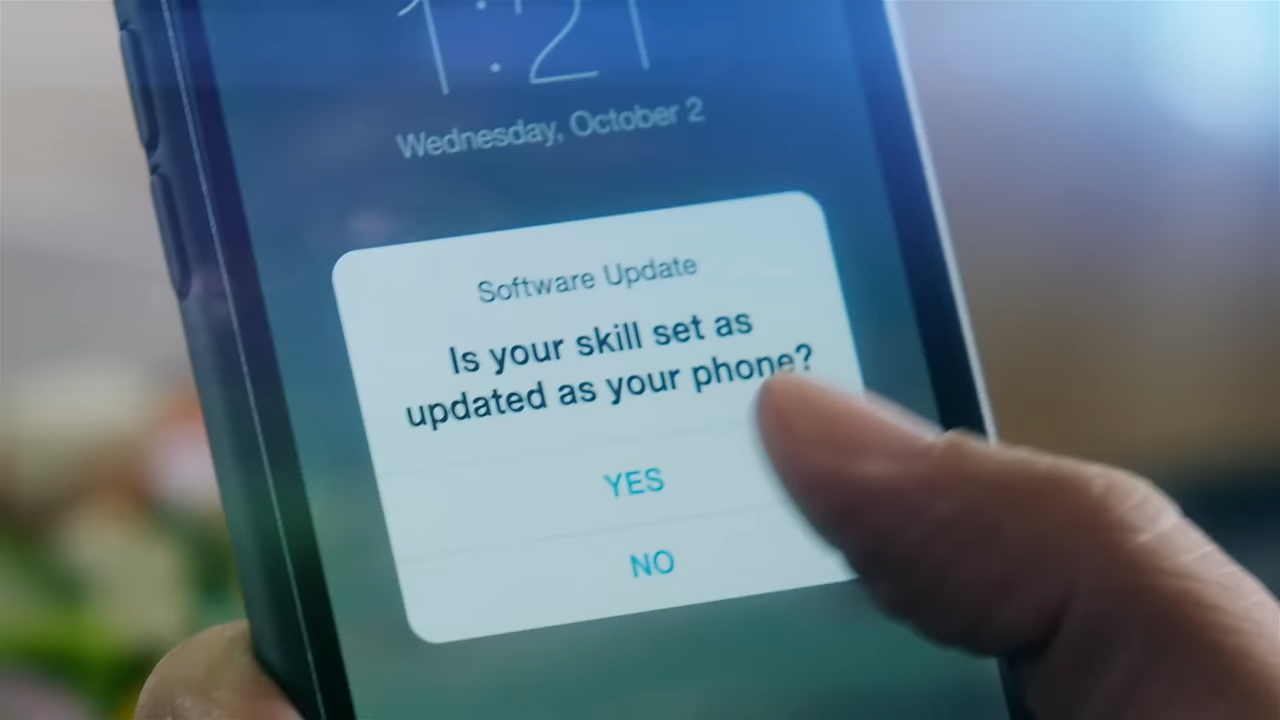 1:21
Wednesday, October 2
Software Update
Is your skill set as
updated as your phone?
YES
NO